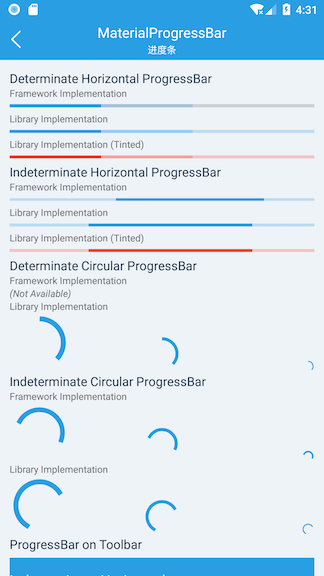 4:31
MaterialProgressBar
进度条
Determinate Horizontal ProgressBar
Framework Implementation
Library Implementation
Library Implementation (Tinted)
Indeterminate Horizontal ProgressBar
Framework Implementation
Library Implementation
Library Implementation (Tinted)
Determinate Circular ProgressBar
Framework Implementation
(Not Available)
Library Implementation
Indeterminate Circular ProgressBar
Framework Implementation
Library Implementation
ProgressBar on Toolbar